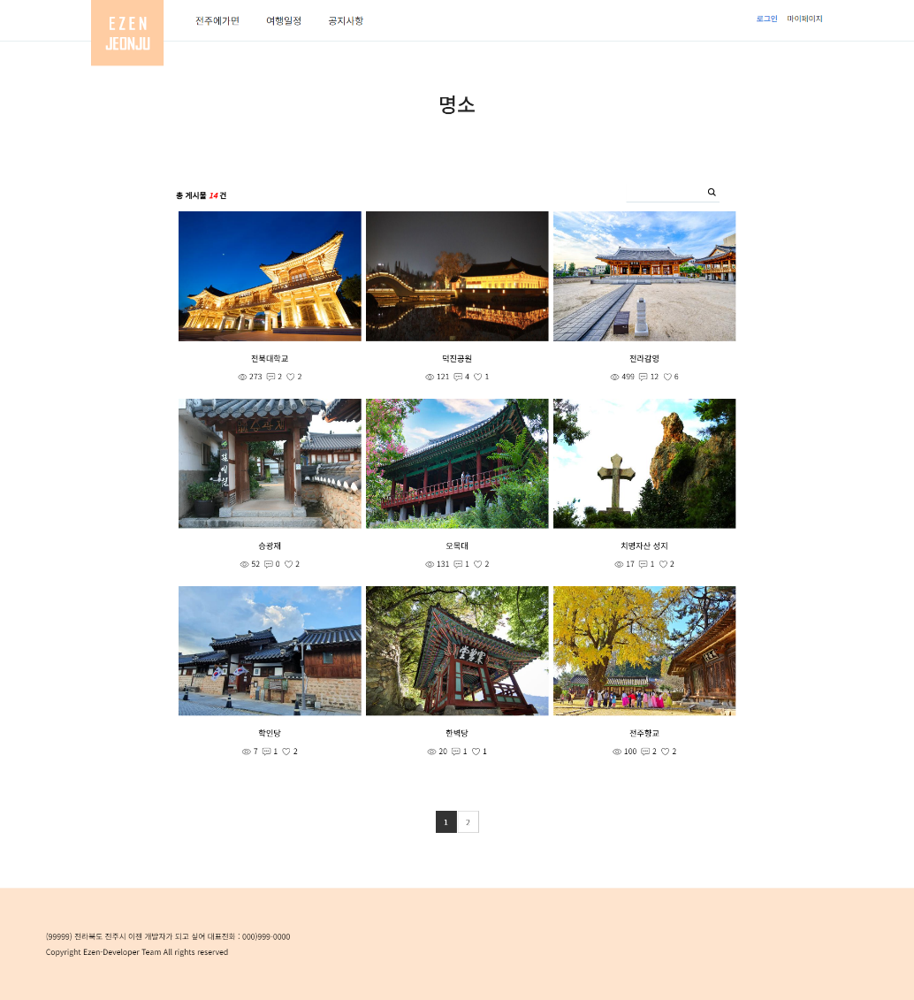 EZEN
JEONJU
전주에가면
여행일정
공지사항
로그인
마이페이지
명소
총 게시물 14 건
전북대학교
273 2 2
덕진공원
121 4 1
전라감영
499 12 6
승광재
52 0 2
오목대
131 1 2
치명자산 성지
17 1 2
학인당
7 1 2
한벽당
20 1 1
전주향교
100 2 2
1 2
(99999) 전라북도 전주시 이젠 개발자가 되고 싶어 대표전화 : 000)999-0000
Copyright Ezen-Developer Team All rights reserved